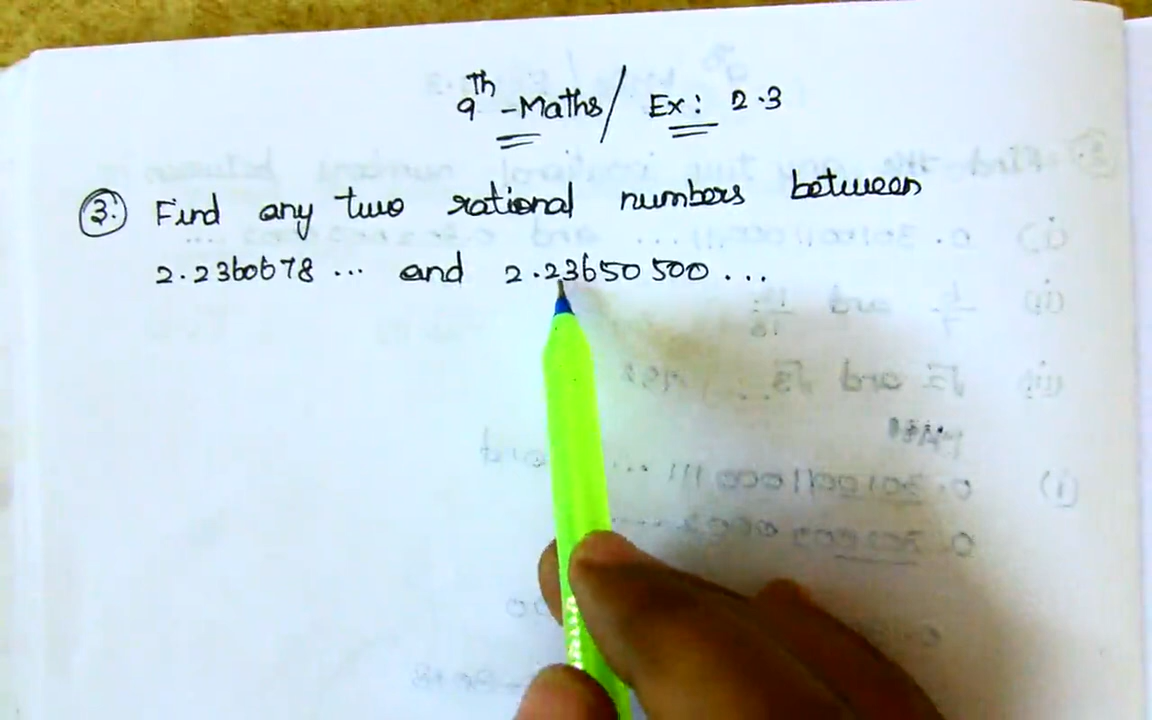 9th - Maths / Ex: 2.3
3. Find any two rational numbers between
2.2360678 ... and 2.23650500 ...